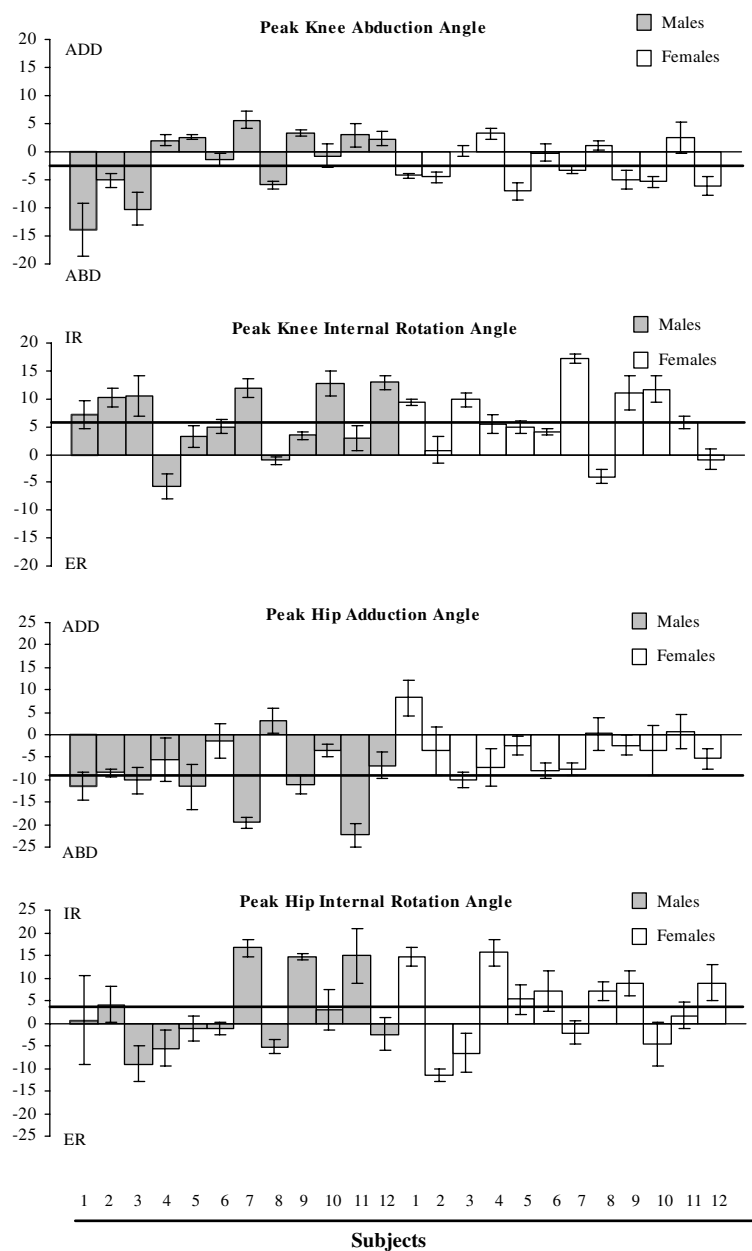 Peak Knee Abduction Angle
Males
Females
20
ADD
15
10
5
0
-5
-10
-15
-20
ABD
Peak Knee Internal Rotation Angle
Males
Females
20
IR
15
10
5
0
-5
-10
-15
-20
ER
Peak Hip Adduction Angle
Males
Females
25
ADD
20
15
10
5
0
-5
-10
-15
-20
-25
ABD
Peak Hip Internal Rotation Angle
Males
Females
25
IR
20
15
10
5
0
-5
-10
-15
-20
-25
ER
1 2 3 4 5 6 7 8 9 10 11 12 1 2 3 4 5 6 7 8 9 10 11 12
Subjects